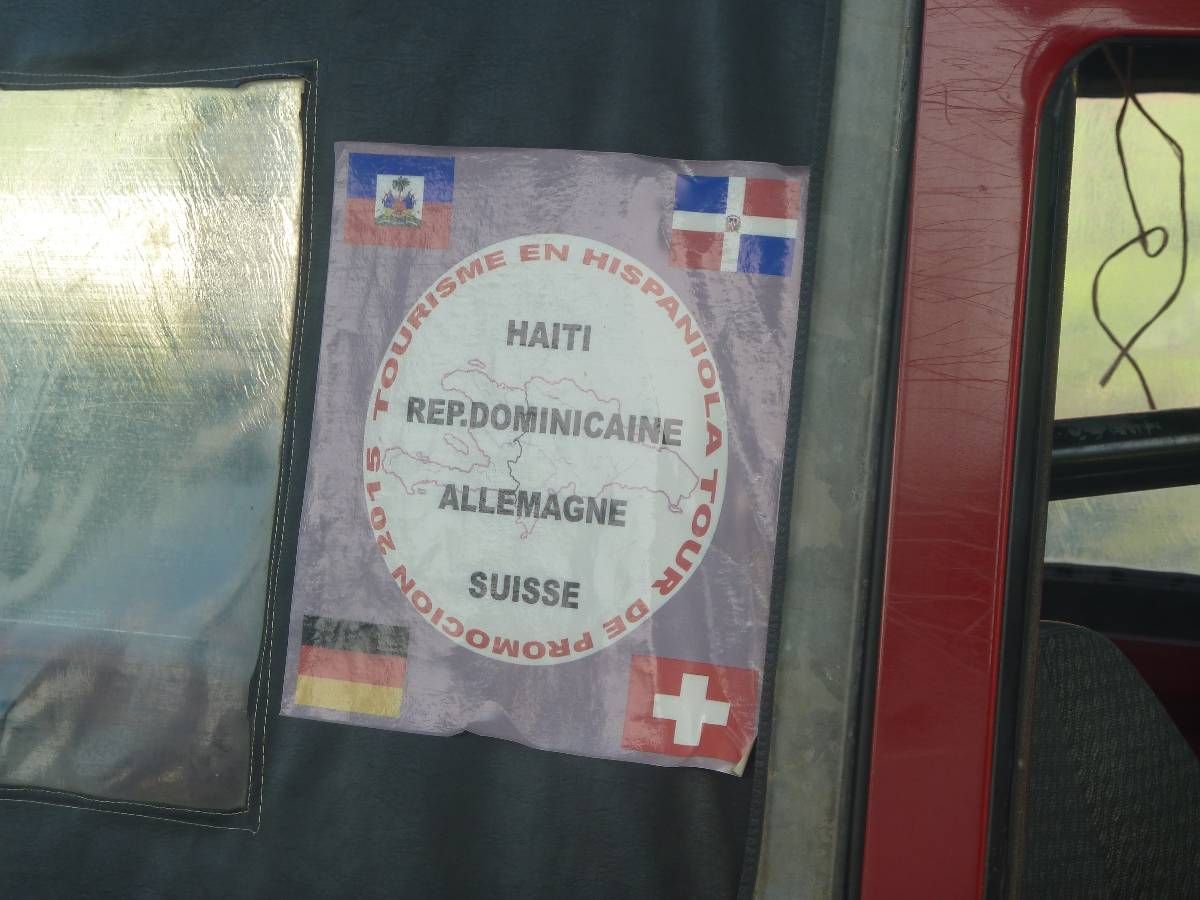 TOURISME EN HISPANIOLA TOUR DE PROMOCION 2015
HAITI
REP.DOMINICAINE
ALLEMAGNE
SUISSE